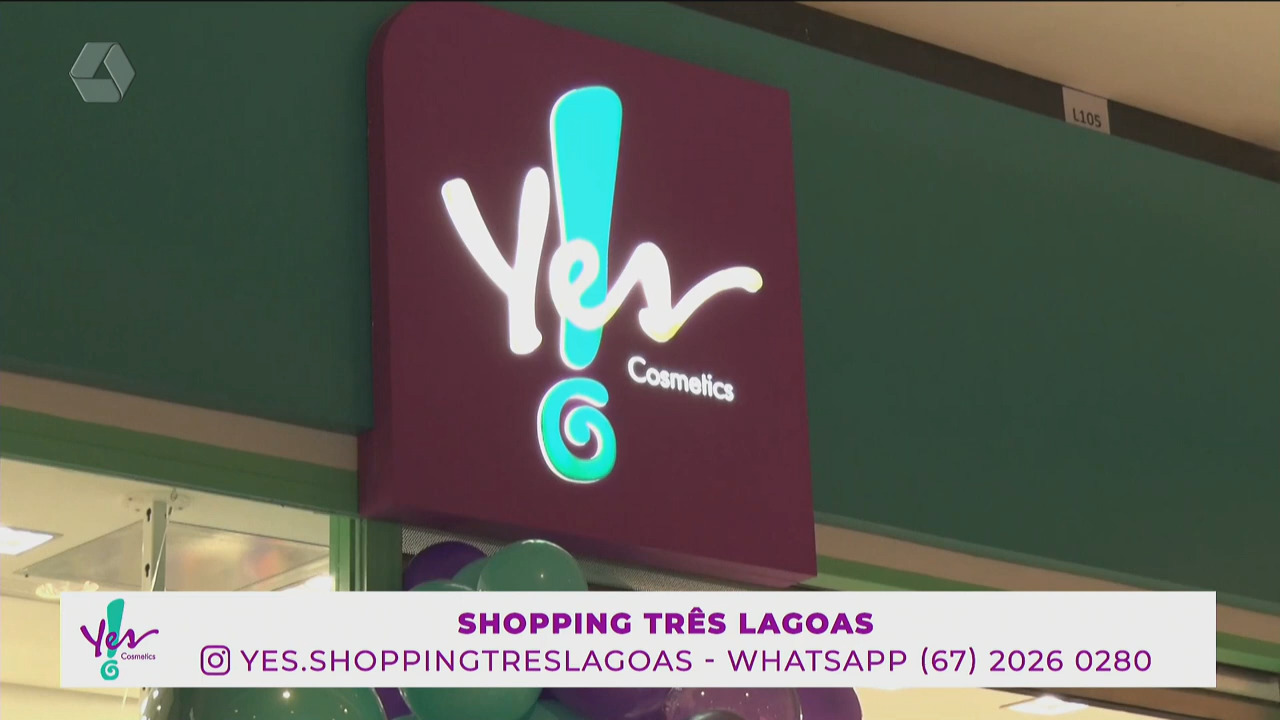 L105
Yes!
Cosmetics
Yes!
Cosmetics
SHOPPING TRÊS LAGOAS
YES.SHOPPINGTRESLAGOAS - WHATSAPP (67) 2026 0280